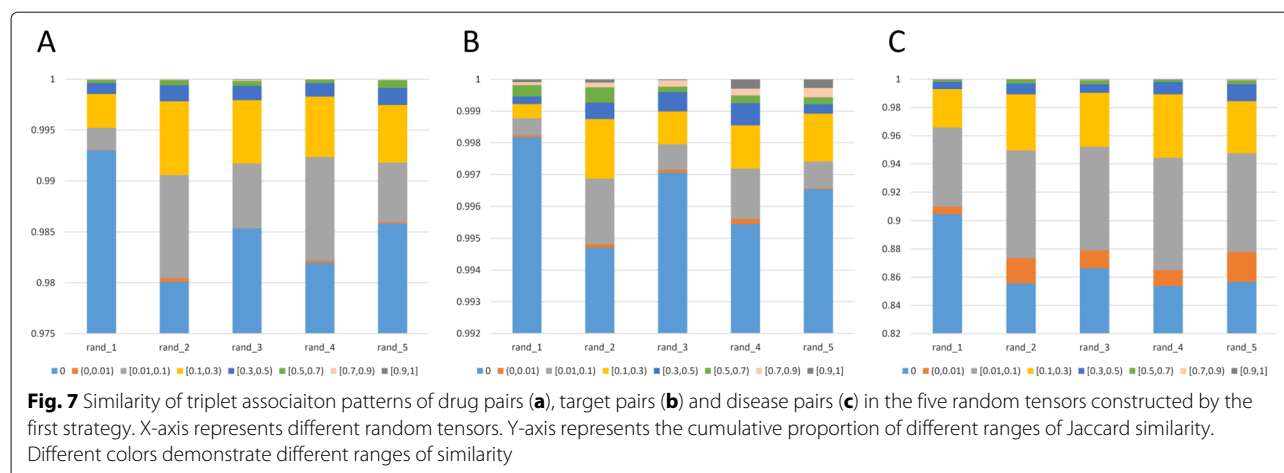 A
1
0.995
0.99
0.985
0.98
0.975
rand_1 rand_2 rand_3 rand_4 rand_5
0 (0,0.01) [0.01,0.1) [0.1,0.3) [0.3,0.5) [0.5,0.7) [0.7,0.9) [0.9,1]
B
1
0.999
0.998
0.997
0.996
0.995
0.994
0.993
0.992
rand_1 rand_2 rand_3 rand_4 rand_5
0 (0,0.01) [0.01,0.1) [0.1,0.3) [0.3,0.5) [0.5,0.7) [0.7,0.9) [0.9,1]
C
1
0.98
0.96
0.94
0.92
0.9
0.88
0.86
0.84
0.82
rand_1 rand_2 rand_3 rand_4 rand_5
0 (0,0.01) [0.01,0.1) [0.1,0.3) [0.3,0.5) [0.5,0.7) [0.7,0.9) [0.9,1]
Fig. 7 Similarity of triplet associaiton patterns of drug pairs (a), target pairs (b) and disease pairs (c) in the five random tensors constructed by the
first strategy. X-axis represents different random tensors. Y-axis represents the cumulative proportion of different ranges of Jaccard similarity.
Different colors demonstrate different ranges of similarity